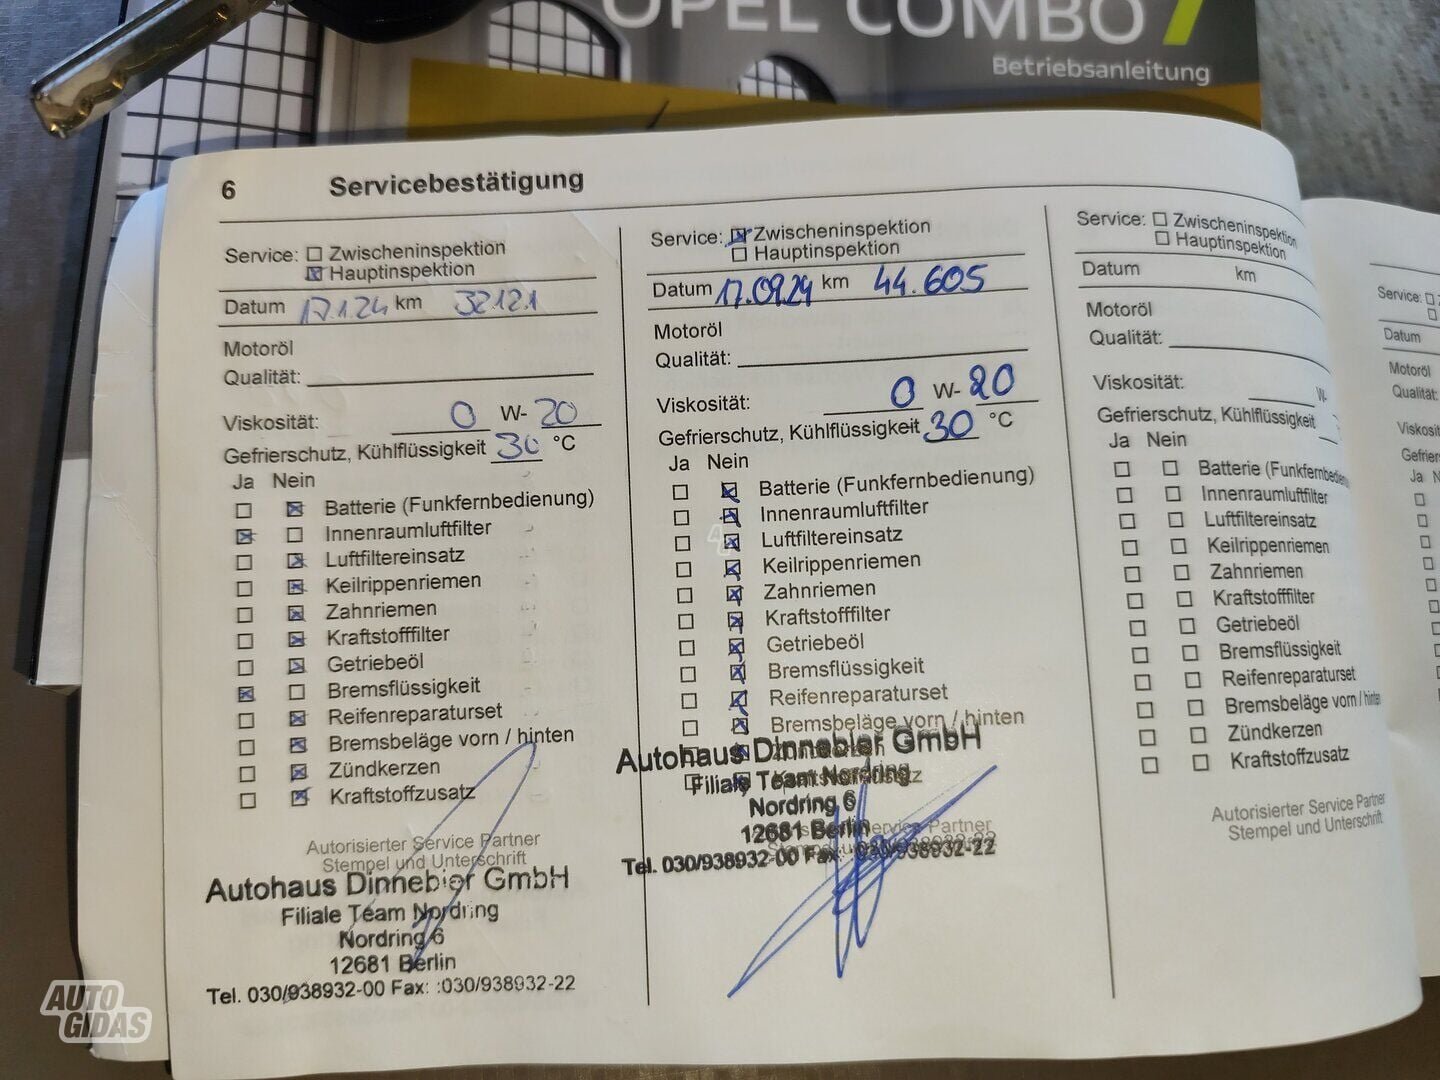 OPEL COMBO
Betriebsanleitung
6 Servicebestätigung
Service: Zwischeninspektion
Hauptinspektion
Datum 17.1.24 km 32121
Motoröl
Qualität:
Viskosität: 0 W- 20
Gefrierschutz, Kühlflüssigkeit 30 °C
Ja Nein
Batterie (Funkfernbedienung)
Innenraumluftfilter
Luftfiltereinsatz
Keilrippenriemen
Zahnriemen
Kraftstofffilter
Getriebeöl
Bremsflüssigkeit
Reifenreparaturset
Bremsbeläge vorn / hinten
Zündkerzen
Kraftstoffzusatz
Autorisierter Service Partner
Stempel und Unterschrift
Autohaus Dinnebier GmbH
Filiale Team Nordring
Nordring 6
12681 Berlin
Tel. 030/938932-00 Fax: :030/938932-22
Service: Zwischeninspektion
Hauptinspektion
Datum 17.09.24 km 44.605
Motoröl
Qualität:
Viskosität: 0 W- 20
Gefrierschutz, Kühlflüssigkeit 30 °C
Ja Nein
Batterie (Funkfernbedienung)
Innenraumluftfilter
Luftfiltereinsatz
Keilrippenriemen
Zahnriemen
Kraftstofffilter
Getriebeöl
Bremsflüssigkeit
Reifenreparaturset
Bremsbeläge vorn / hinten
Autohaus Dinnebier GmbH
Filiale Team Nordring
Nordring 6
12681 Berlin
Service Partner
Tel. 030/938932-00 Fax: :030/938932-22
Service: Zwischeninspektion
Hauptinspektion
Datum km
Motoröl
Qualität:
Viskosität: W-
Gefrierschutz, Kühlflüssigkeit
Ja Nein
Batterie (Funkfernbedienung
Innenraumluftfilter
Luftfiltereinsatz
Keilrippenriemen
Zahnriemen
Kraftstofffilter
Getriebeöl
Bremsflüssigkeit
Reifenreparaturset
Bremsbeläge vorn / hinten
Zündkerzen
Kraftstoffzusatz
Autorisierter Service Partner
Stempel und Unterschrift
Service:
Datum
Motoröl
Qualität:
Viskosit
Gefrier
Ja N
AUTO
GIDAS